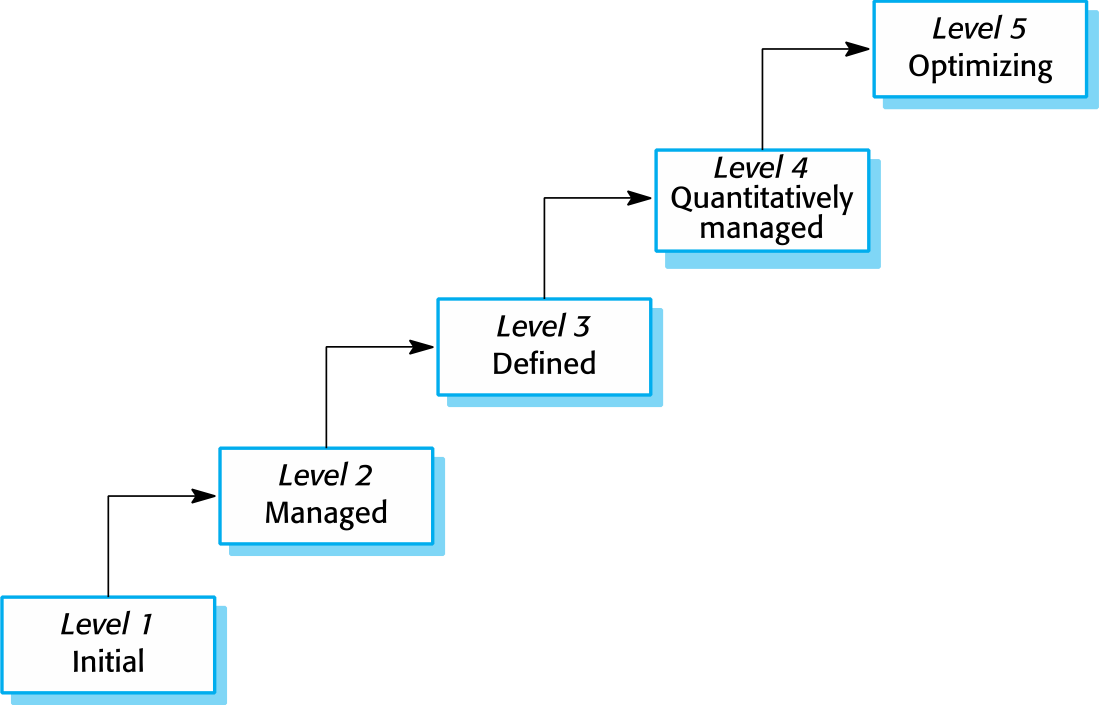 Level 5
Optimizing
Level 4
Quantitatively
managed
Level 3
Defined
Level 2
Managed
Level 1
Initial